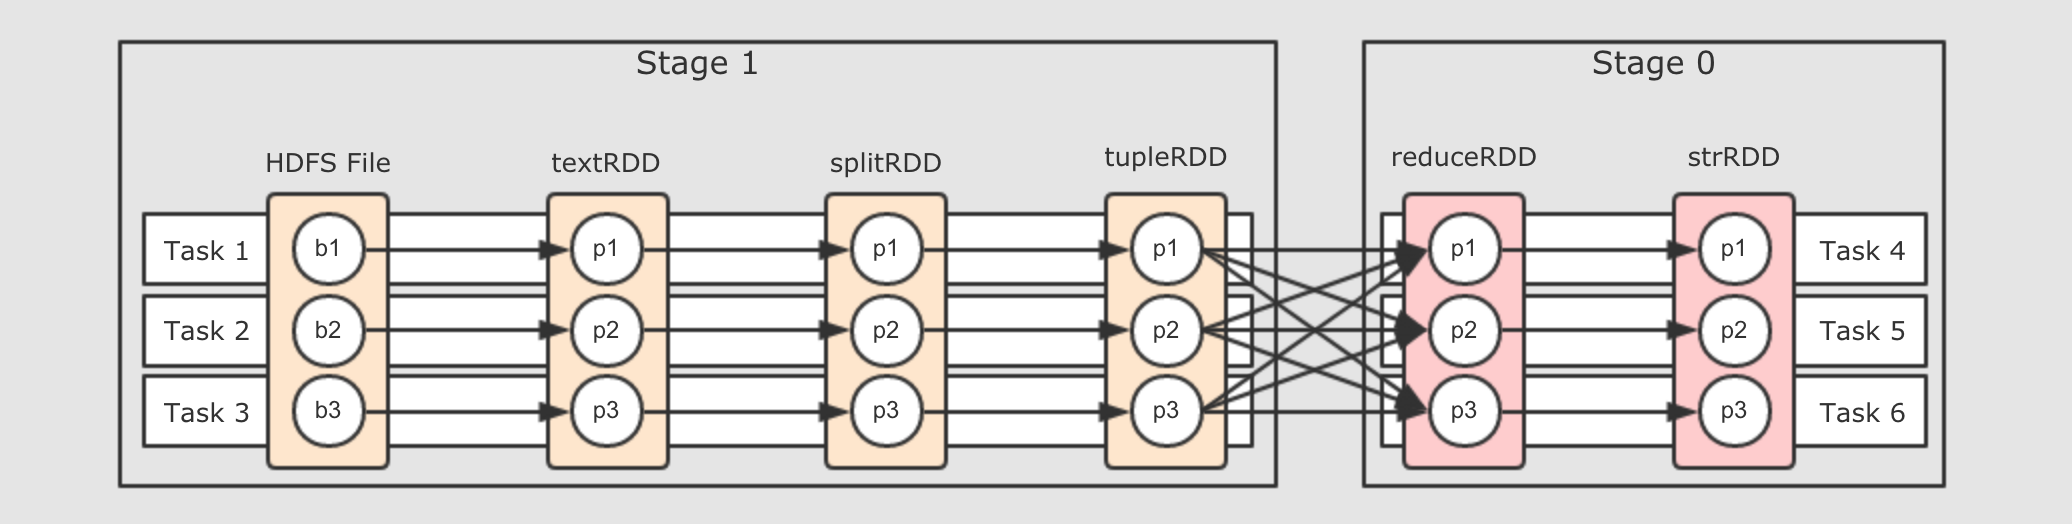 Stage 1
Stage 0
HDFS File textRDD splitRDD tupleRDD reduceRDD strRDD
Task 1 b1 p1 p1 p1 p1 p1 Task 4
Task 2 b2 p2 p2 p2 p2 p2 Task 5
Task 3 b3 p3 p3 p3 p3 p3 Task 6